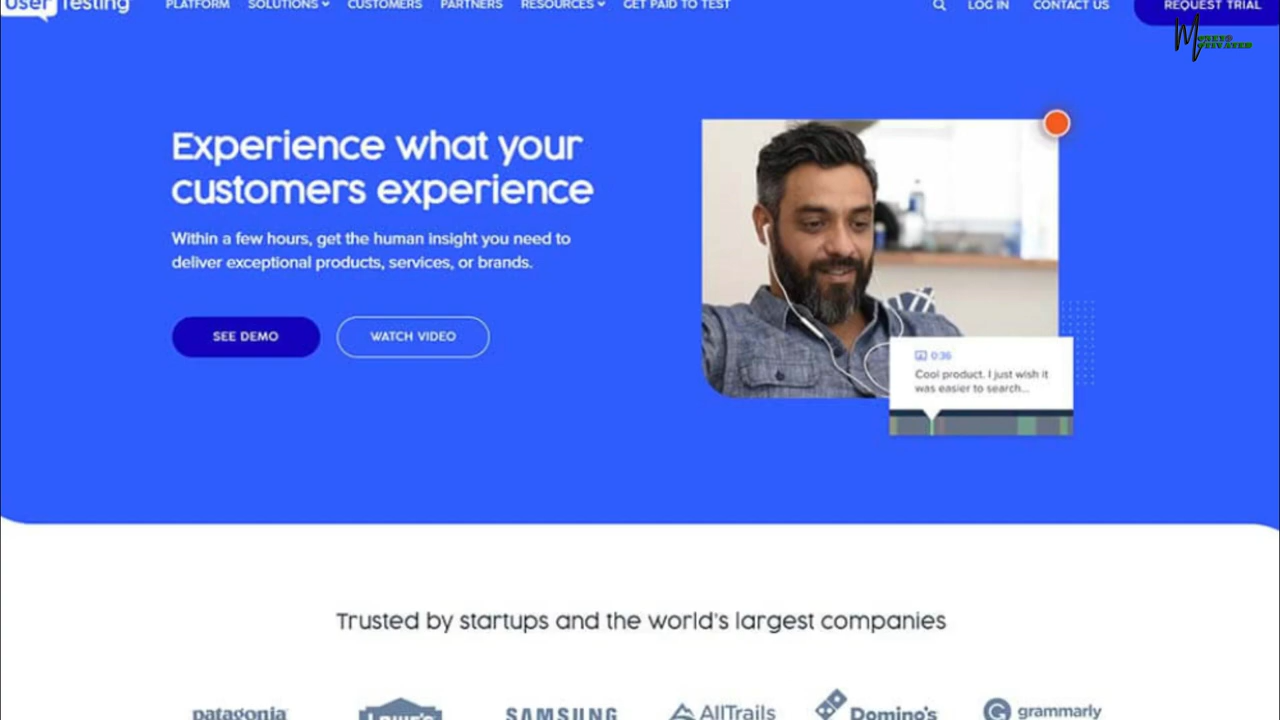 User Testing
PLATFORM SOLUTIONS CUSTOMERS PARTNERS RESOURCES GET PAID TO TEST LOG IN CONTACT US REQUEST TRIAL
Experience what your
customers experience
Within a few hours, get the human insight you need to
deliver exceptional products, services, or brands.
SEE DEMO WATCH VIDEO
0:36
Cool product. I just wish it
was easier to search...
Trusted by startups and the world's largest companies
patagonia LOWE'S SAMSUNG AllTrails Domino's grammarly